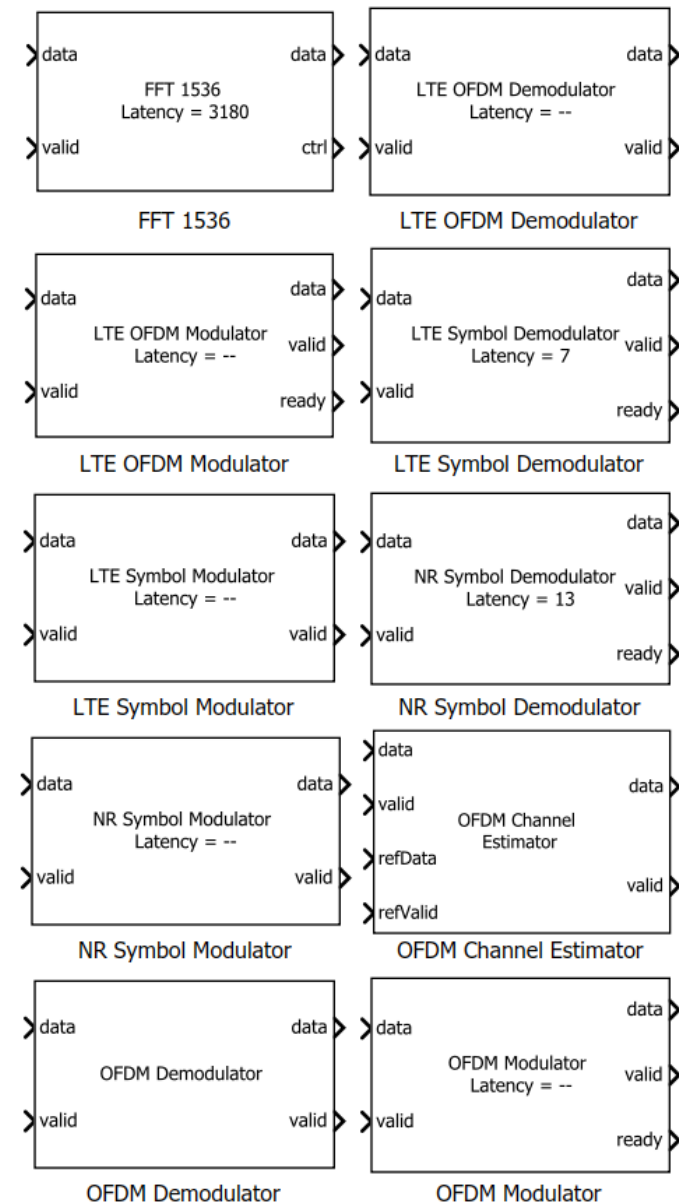 data
data
FFT 1536
Latency = 3180
valid
ctrl
FFT 1536
data
data
LTE OFDM Demodulator
Latency = --
valid
valid
LTE OFDM Demodulator
data
data
LTE OFDM Modulator
Latency = --
valid
valid
ready
LTE OFDM Modulator
data
data
LTE Symbol Demodulator
Latency = 7
valid
valid
ready
LTE Symbol Demodulator
data
data
LTE Symbol Modulator
Latency = --
valid
valid
LTE Symbol Modulator
data
data
NR Symbol Demodulator
Latency = 13
valid
valid
ready
NR Symbol Demodulator
data
data
NR Symbol Modulator
Latency = --
valid
valid
NR Symbol Modulator
data
data
valid
OFDM Channel
Estimator
refData
valid
refValid
OFDM Channel Estimator
data
data
OFDM Demodulator
valid
valid
OFDM Demodulator
data
data
OFDM Modulator
Latency = --
valid
valid
ready
OFDM Modulator